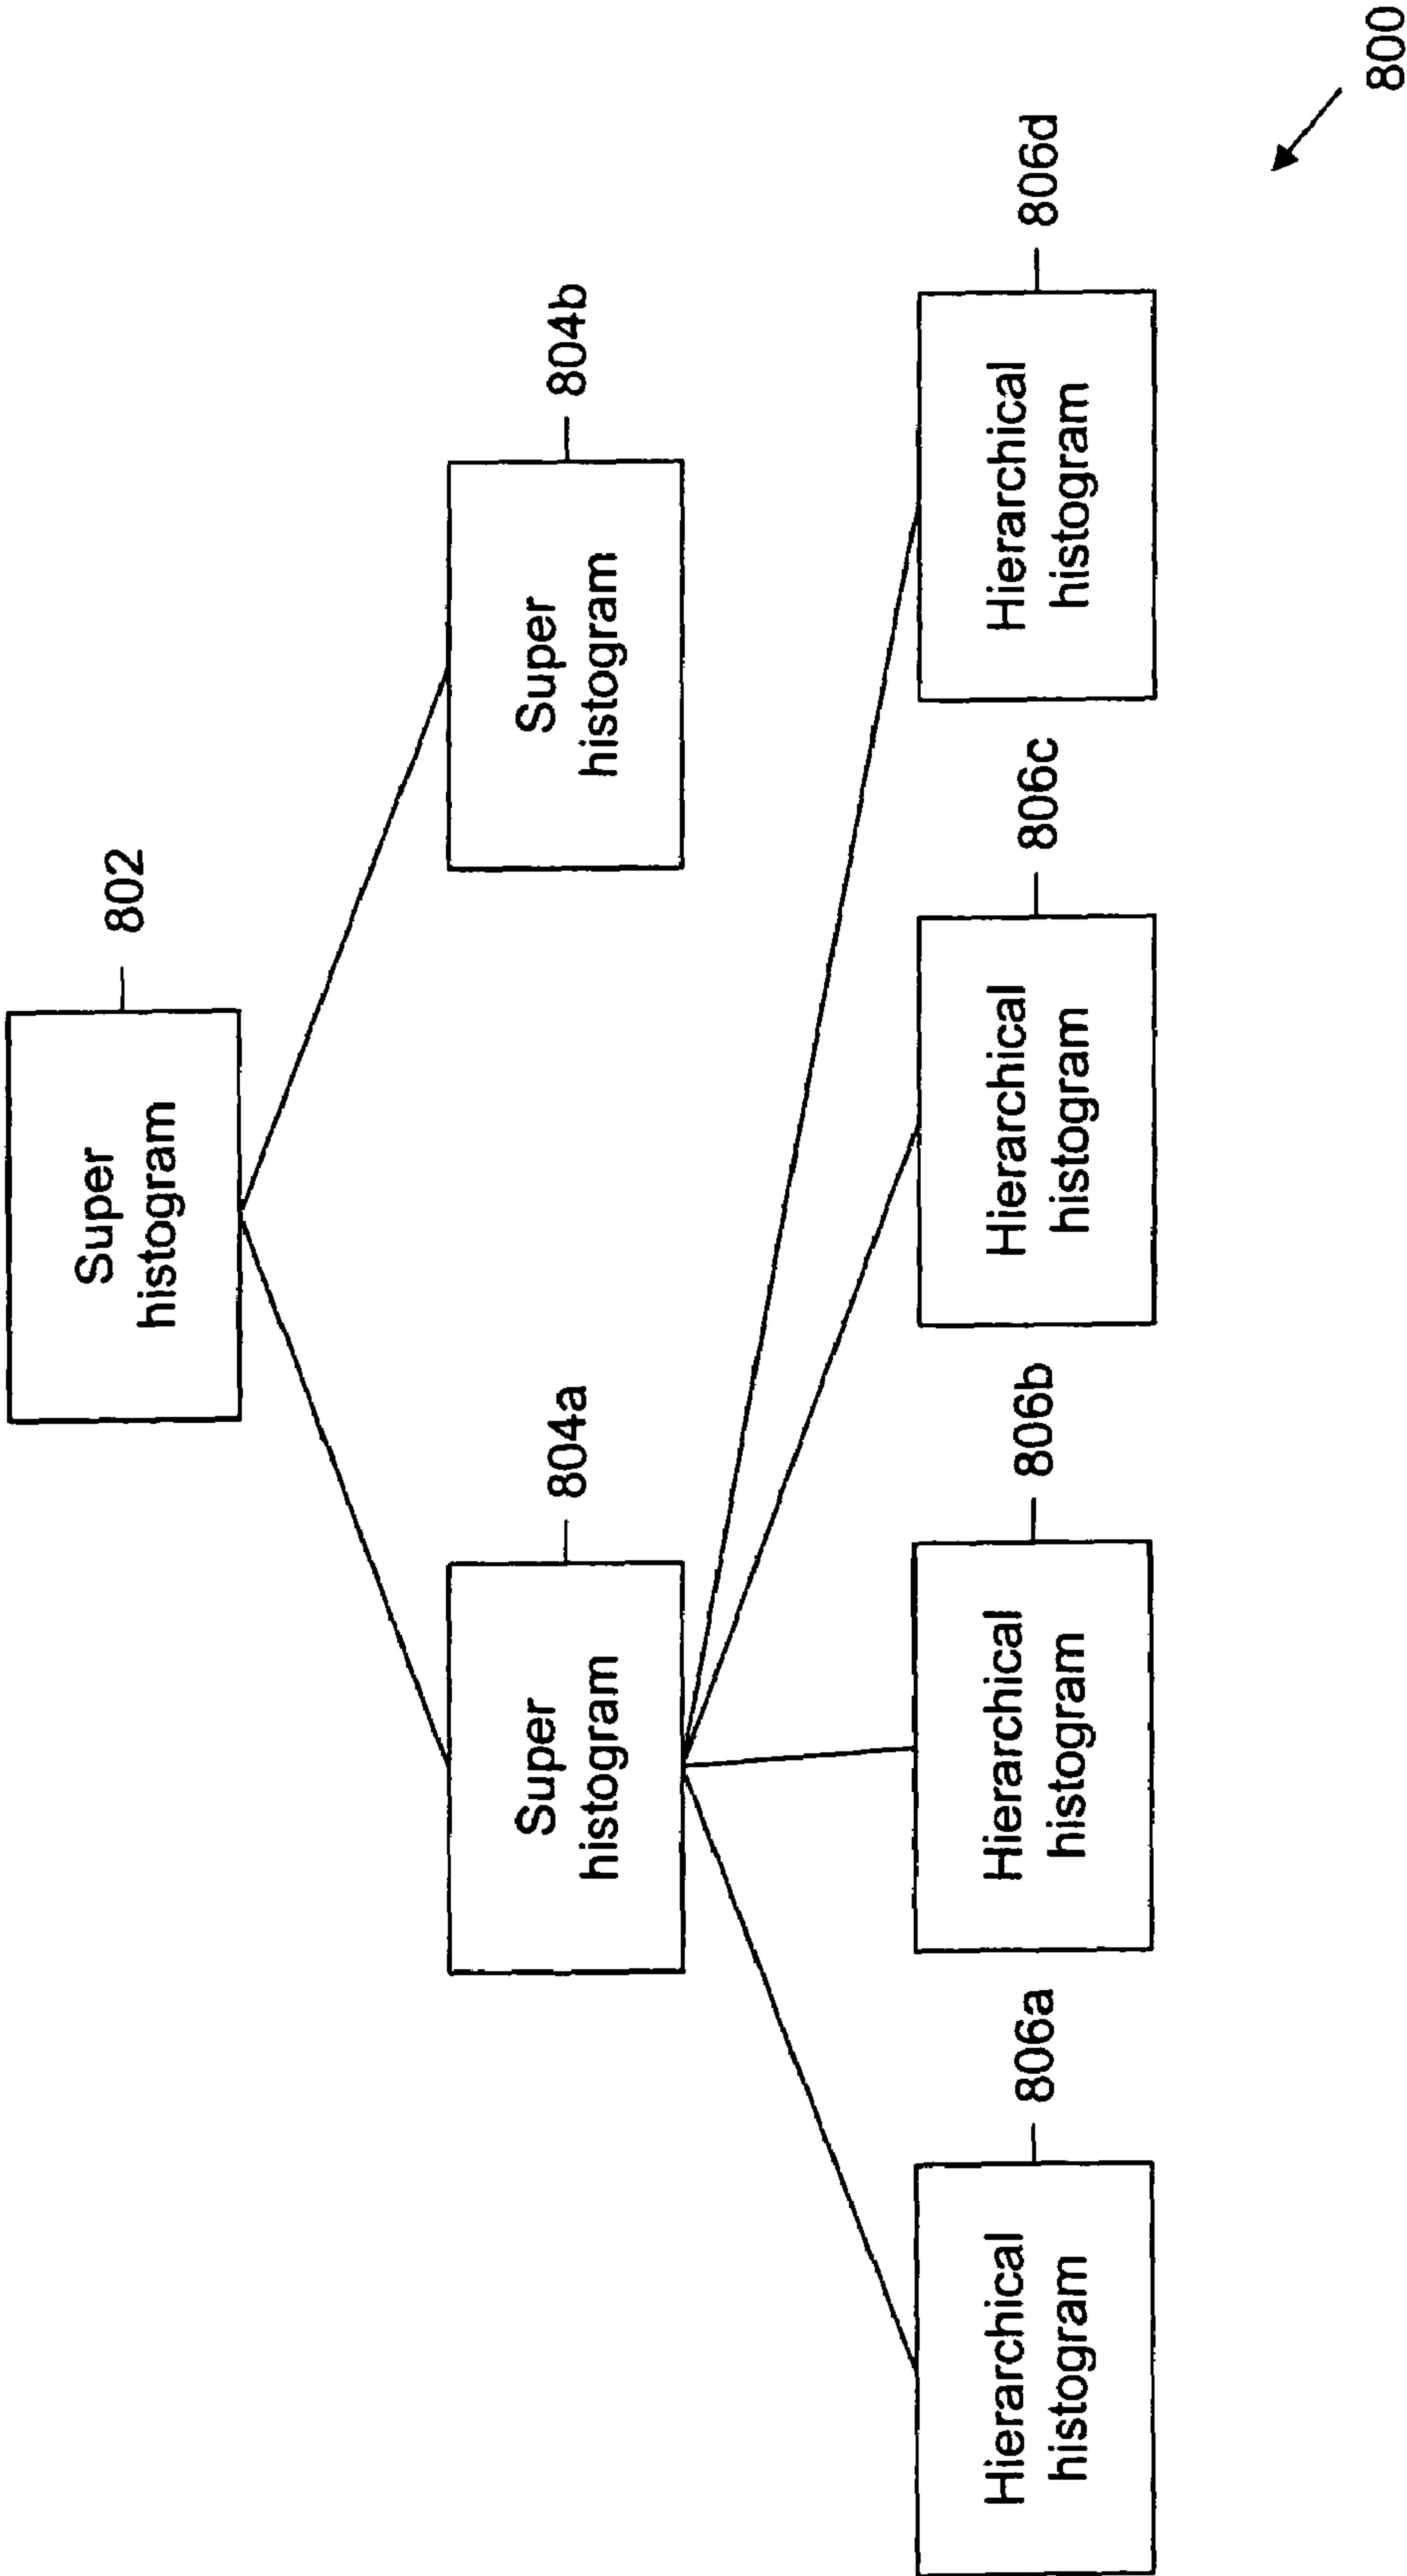 Super
histogram
802
Super
histogram
804a
Super
histogram
804b
Hierarchical
histogram
806a
Hierarchical
histogram
806b
Hierarchical
histogram
806c
Hierarchical
histogram
806d
800